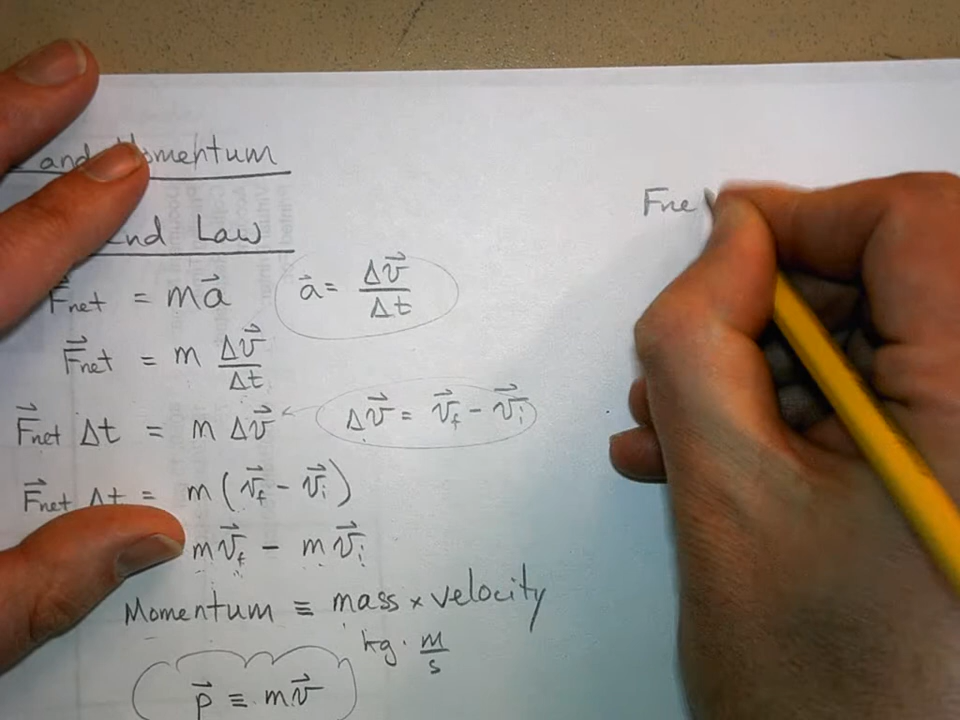 and Momentum
2nd Law
F⃗net = ma⃗
a⃗ = Δv⃗/Δt
F⃗net = m Δv⃗/Δt
F⃗net Δt = m Δv⃗
Δv⃗ = v⃗f - v⃗i
F⃗net Δt = m(v⃗f - v⃗i)
mv⃗f - mv⃗i
Momentum ≡ mass × velocity
kg · m/s
p⃗ ≡ mv⃗
Fne